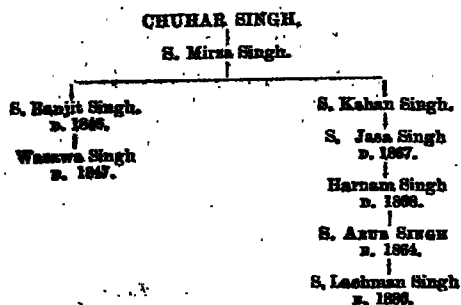 CHUHAR SINGH.
S. Mirza Singh.
S. Ranjit Singh.
D. 1846.
Wasawa Singh
D. 1847.
S. Kahan Singh.
S. Jasa Singh
D. 1867.
Harnam Singh
D. 1868.
S. ARUR SINGH
B. 1864.
S. Lachman Singh
B. 1886.